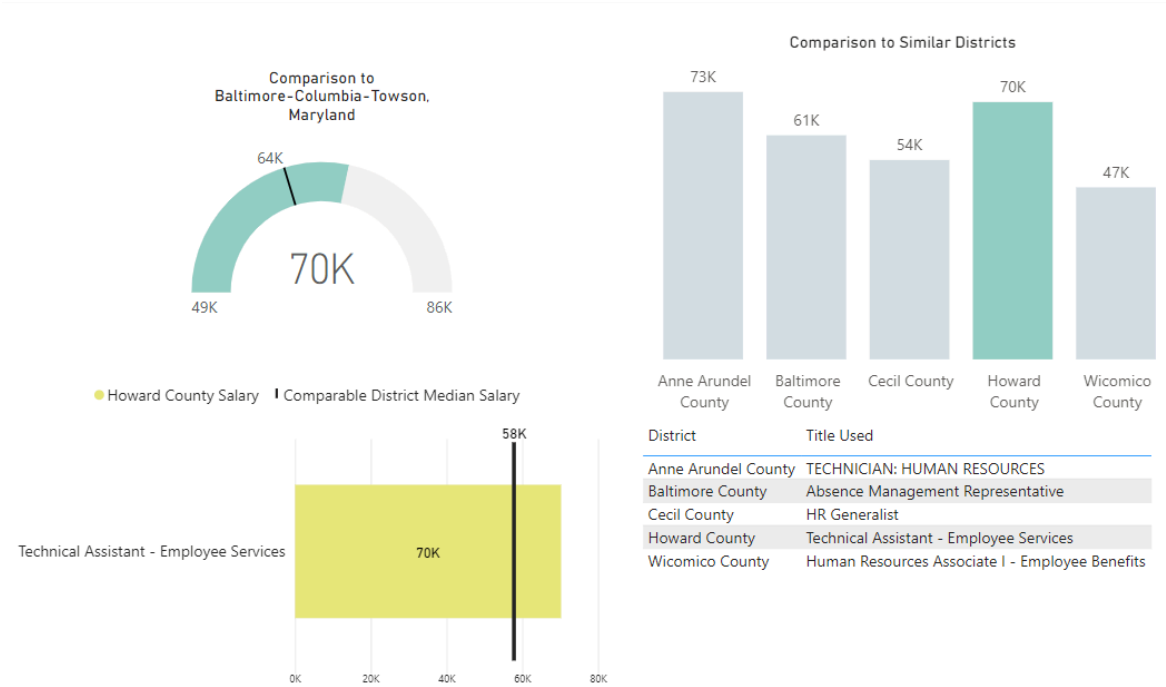 Comparison to
Baltimore-Columbia-Towson,
Maryland
64K
70K
49K
86K
Howard County Salary
Comparable District Median Salary
58K
Technical Assistant - Employee Services
70K
0K
20K
40K
60K
80K
Comparison to Similar Districts
73K
61K
54K
70K
47K
Anne Arundel
County
Baltimore
County
Cecil County
Howard
County
Wicomico
County
District Title Used
Anne Arundel County TECHNICIAN: HUMAN RESOURCES
Baltimore County Absence Management Representative
Cecil County HR Generalist
Howard County Technical Assistant - Employee Services
Wicomico County Human Resources Associate I - Employee Benefits